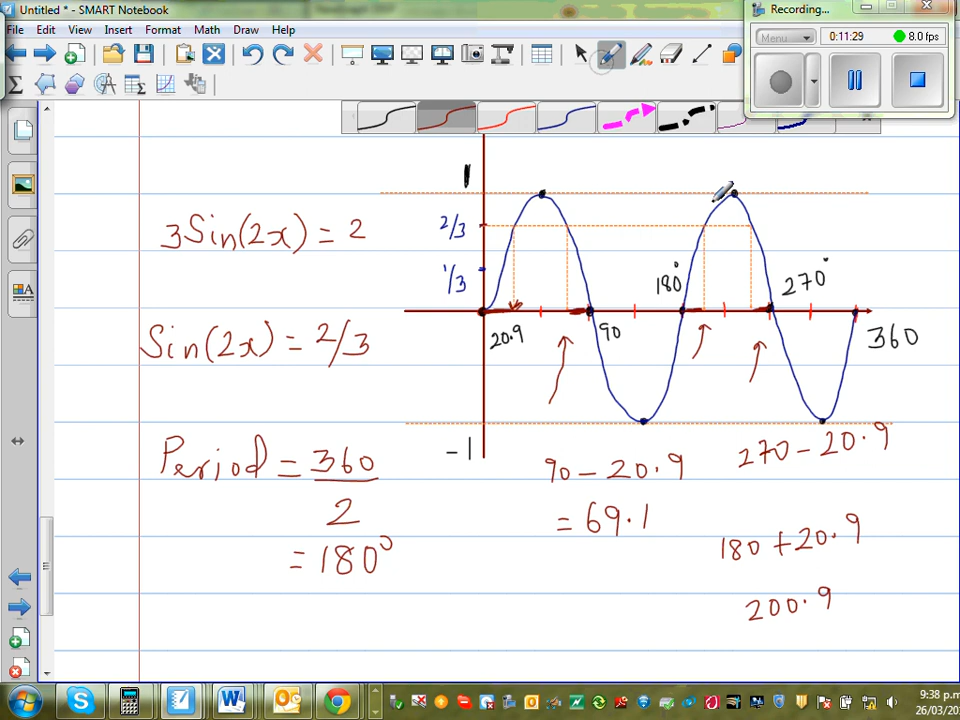 Untitled * - SMART Notebook
Recording...
File Edit View Insert Format Math Draw Help
Menu
0:11:29
8.0 fps
1
2/3
1/3
-1
3Sin(2x) = 2
Sin(2x) = 2/3
Period = 360
2
= 180°
20.9
90
180°
270°
360
90 - 20.9
= 69.1
270 - 20.9
180 + 20.9
200.9
9:38 p.m
26/03/20